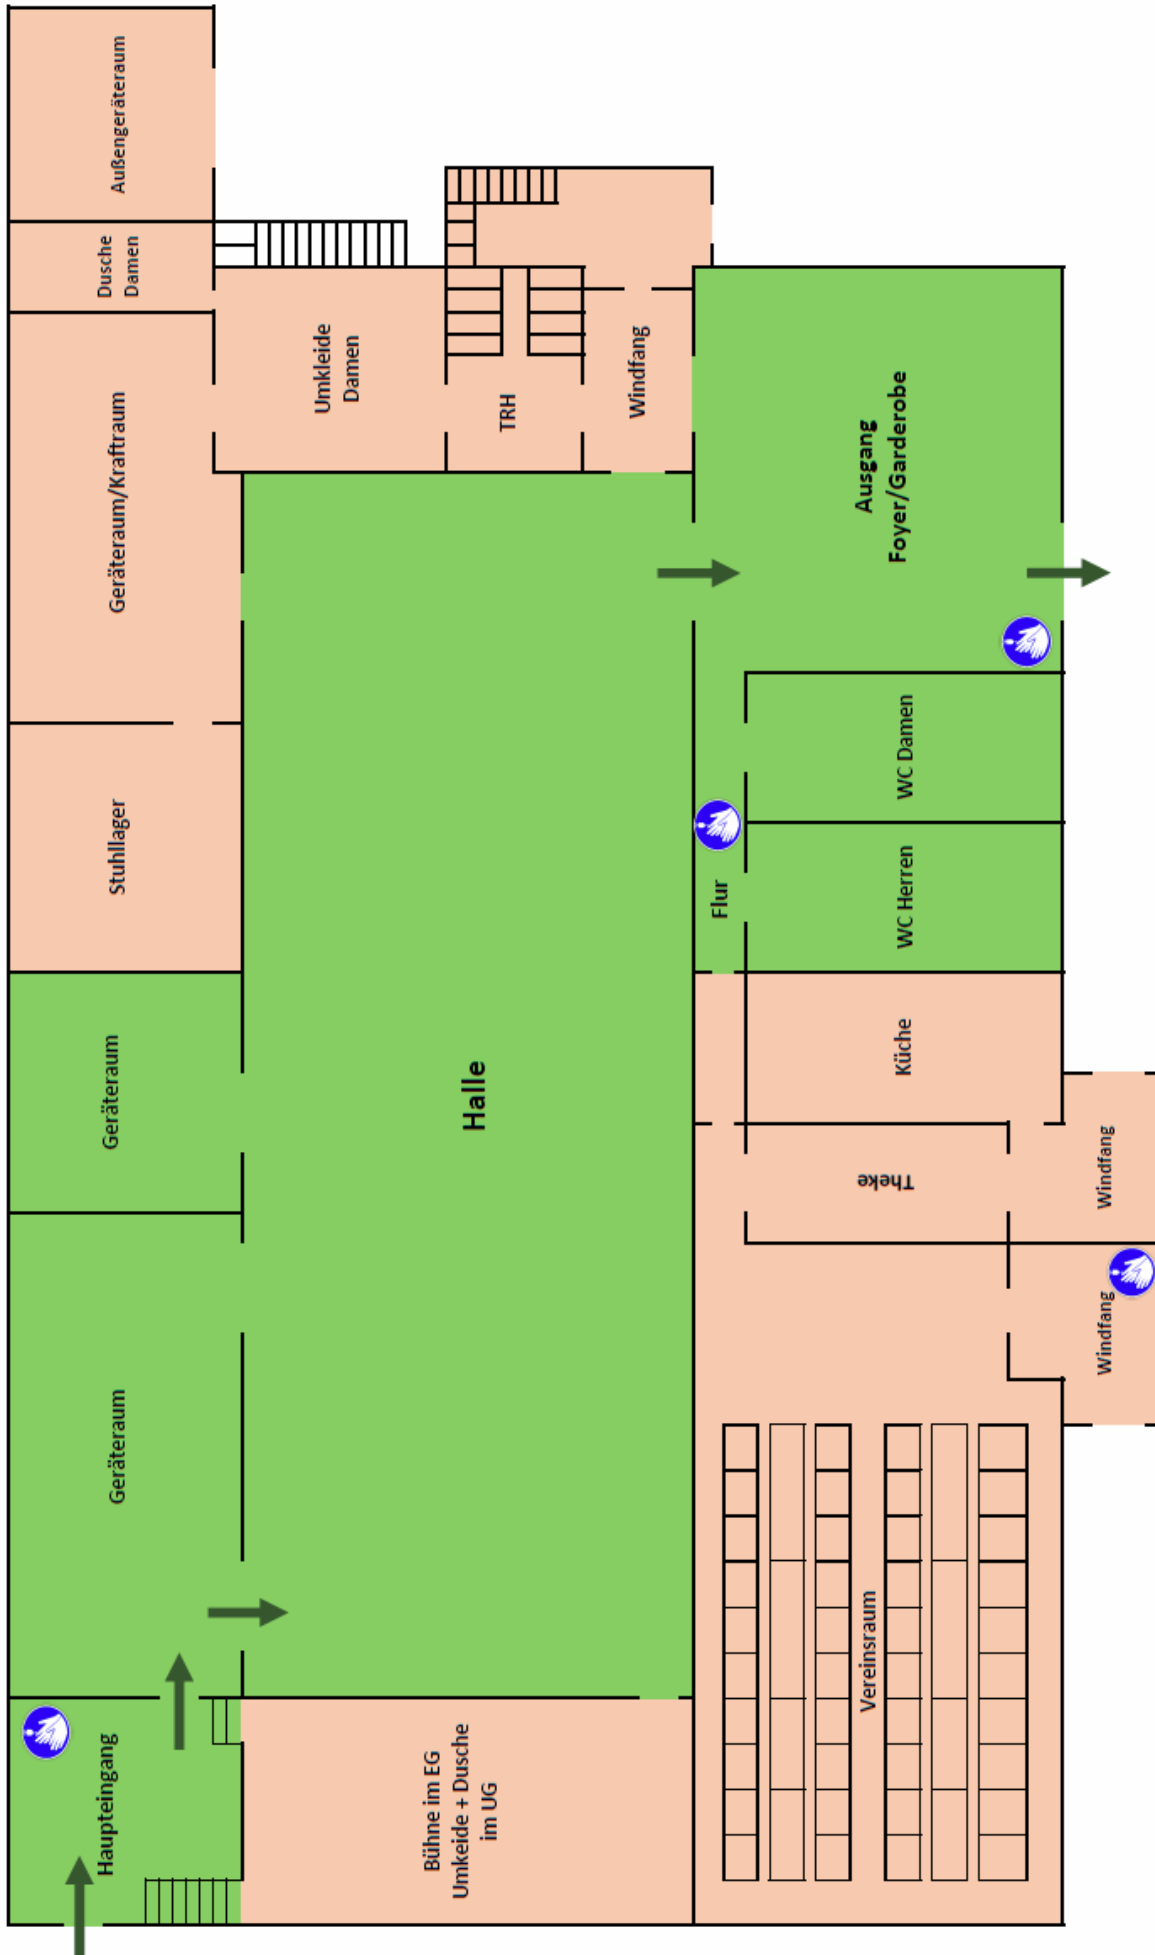 Außengeräteraum
Dusche
Damen
Umkleide
Damen
Geräteraum/Kraftraum
TRH
Windfang
Ausgang
Foyer/Garderobe
Stuhllager
WC Damen
Flur
WC Herren
Geräteraum
Halle
Küche
Theke
Windfang
Windfang
Geräteraum
Vereinsraum
Haupteingang
Bühne im EG
Umkeide + Dusche
im UG